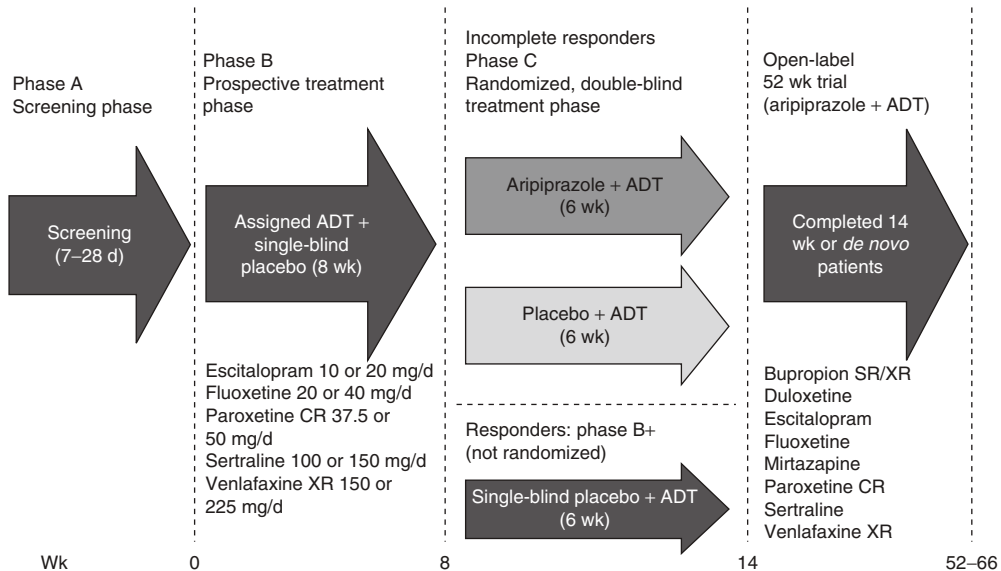 Phase A
Screening phase
Screening
(7–28 d)
Phase B
Prospective treatment
phase
Assigned ADT +
single-blind
placebo (8 wk)
Escitalopram 10 or 20 mg/d
Fluoxetine 20 or 40 mg/d
Paroxetine CR 37.5 or
50 mg/d
Sertraline 100 or 150 mg/d
Venlafaxine XR 150 or
225 mg/d
Incomplete responders
Phase C
Randomized, double-blind
treatment phase
Aripiprazole + ADT
(6 wk)
Placebo + ADT
(6 wk)
Responders: phase B+
(not randomized)
Single-blind placebo + ADT
(6 wk)
Open-label
52 wk trial
(aripiprazole + ADT)
Completed 14
wk or de novo
patients
Bupropion SR/XR
Duloxetine
Escitalopram
Fluoxetine
Mirtazapine
Paroxetine CR
Sertraline
Venlafaxine XR
Wk 0 8 14 52–66